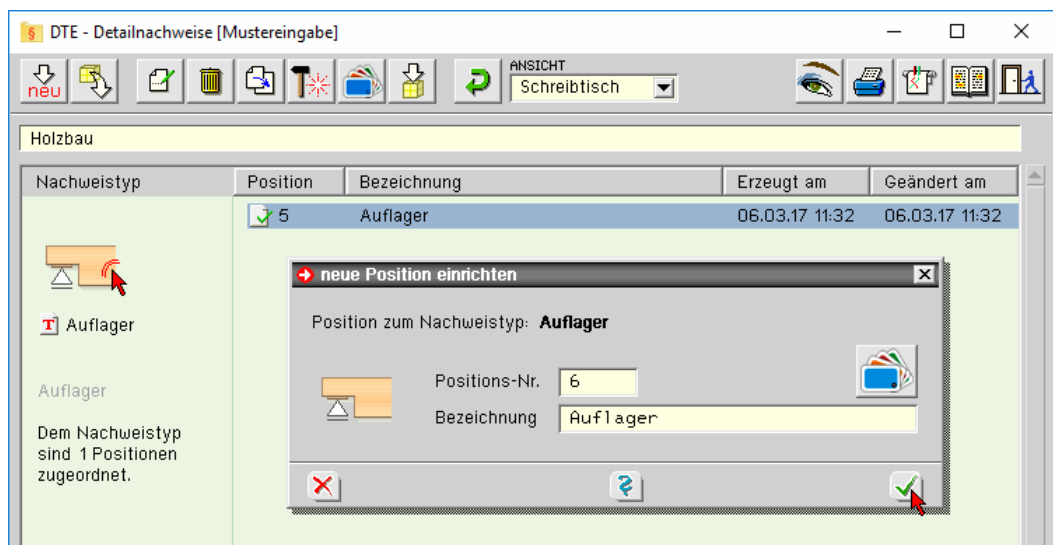 DTE - Detailnachweise [Mustereingabe]
neu
ANSICHT
Schreibtisch
Holzbau
Nachweistyp Position Bezeichnung Erzeugt am Geändert am
5 Auflager 06.03.17 11:32 06.03.17 11:32
T Auflager
Auflager
Dem Nachweistyp
sind 1 Positionen
zugeordnet.
neue Position einrichten
Position zum Nachweistyp: Auflager
Positions-Nr. 6
Bezeichnung Auflager